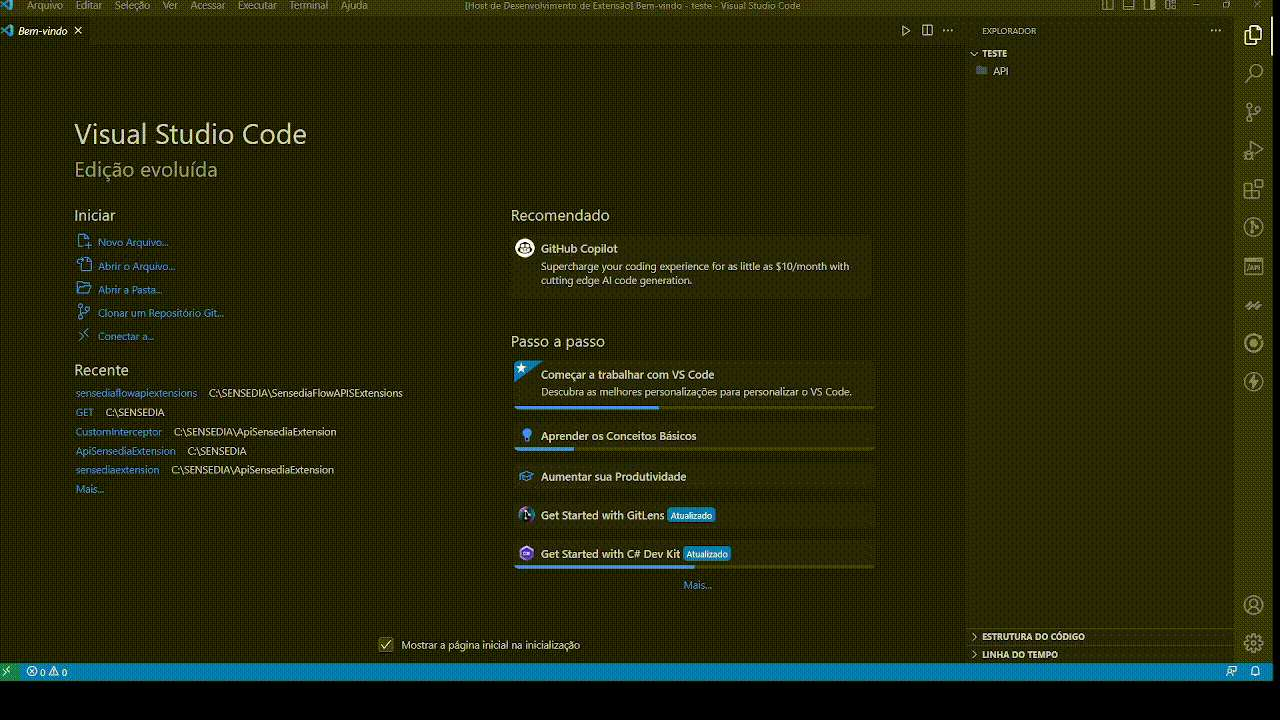 Arquivo Editar Seleção Ver Acessar Executar Terminal Ajuda [Host de Desenvolvimento de Extensão] Bem-vindo - teste - Visual Studio Code
Bem-vindo
EXPLORADOR
TESTE
API
Visual Studio Code
Edição evoluída
Iniciar
Novo Arquivo...
Abrir o Arquivo...
Abrir a Pasta...
Clonar um Repositório Git...
Conectar a...
Recente
sensediaflowapiextensions C:\SENSEDIA\SensediaFlowAPISExtensions
GET C:\SENSEDIA
CustomInterceptor C:\SENSEDIA\ApiSensediaExtension
ApiSensediaExtension C:\SENSEDIA
sensediaextension C:\SENSEDIA\ApiSensediaExtension
Mais...
Recomendado
GitHub Copilot
Supercharge your coding experience for as little as $10/month with
cutting edge AI code generation.
Passo a passo
Começar a trabalhar com VS Code
Descubra as melhores personalizações para personalizar o VS Code.
Aprender os Conceitos Básicos
Aumentar sua Produtividade
Get Started with GitLens Atualizado
Get Started with C# Dev Kit Atualizado
Mais...
Mostrar a página inicial na inicialização
/API
ESTRUTURA DO CÓDIGO
LINHA DO TEMPO
0 0